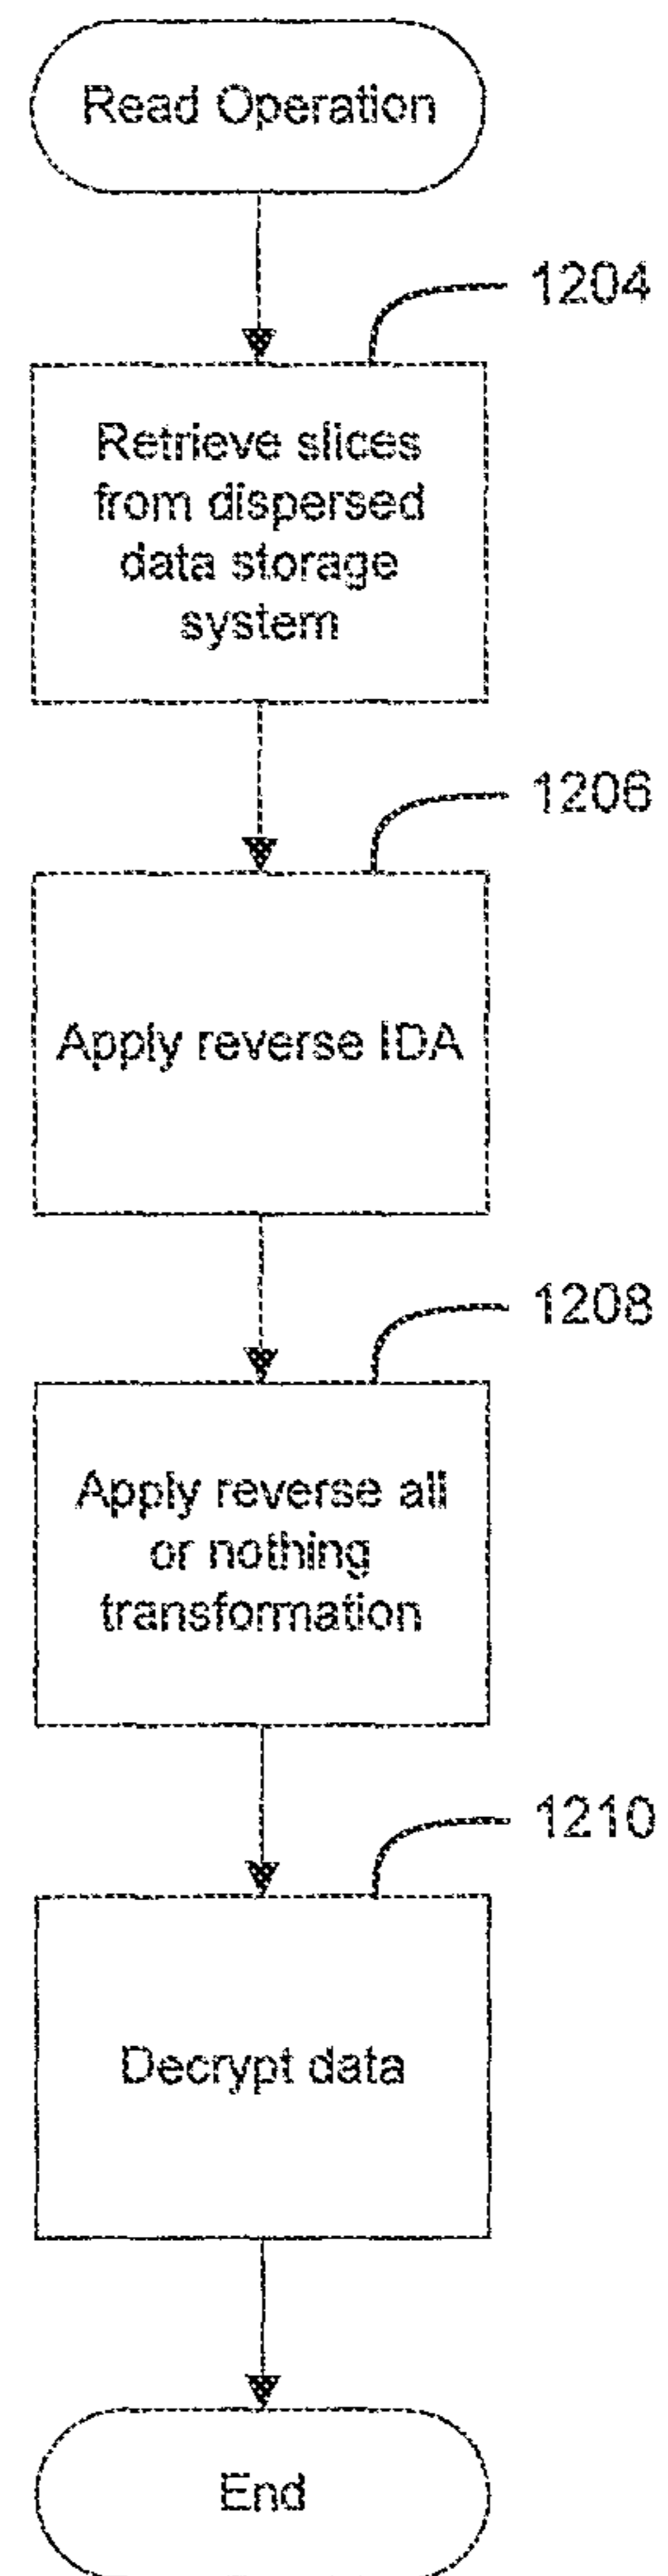 Read Operation
1204
Retrieve slices
from dispersed
data storage
system
1206
Apply reverse IDA
1208
Apply reverse all
or nothing
transformation
1210
Decrypt data
End